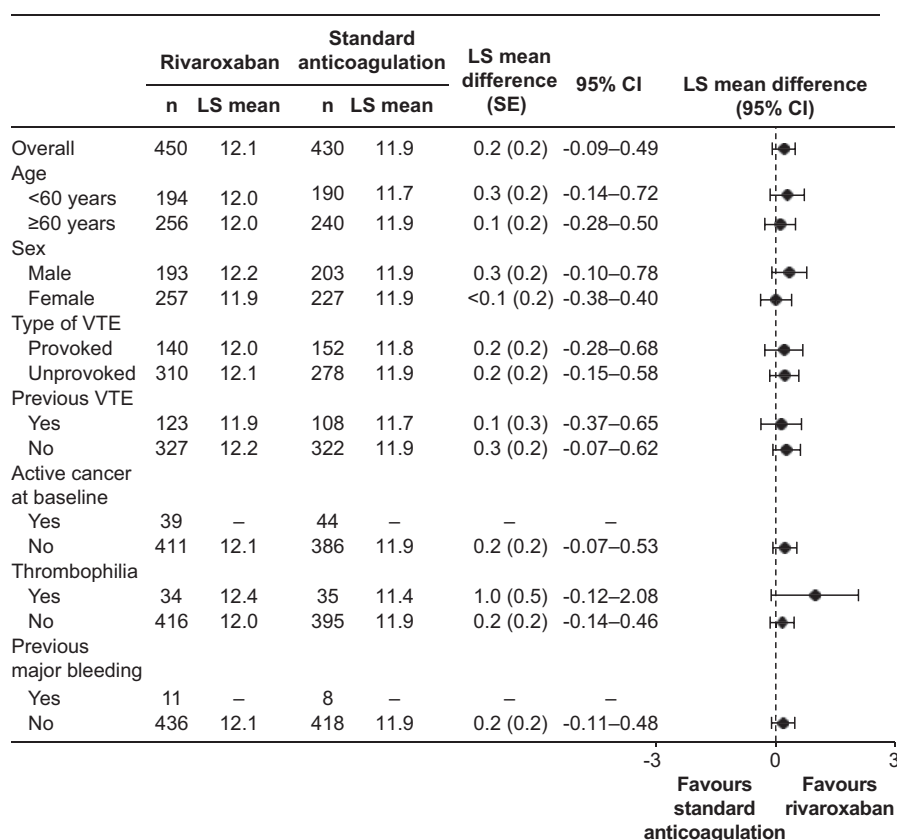 Rivaroxaban Standard anticoagulation LS mean difference (SE) 95% CI LS mean difference (95% CI)
n LS mean n LS mean
Overall 450 12.1 430 11.9 0.2 (0.2) -0.09–0.49
Age
<60 years 194 12.0 190 11.7 0.3 (0.2) -0.14–0.72
≥60 years 256 12.0 240 11.9 0.1 (0.2) -0.28–0.50
Sex
Male 193 12.2 203 11.9 0.3 (0.2) -0.10–0.78
Female 257 11.9 227 11.9 <0.1 (0.2) -0.38–0.40
Type of VTE
Provoked 140 12.0 152 11.8 0.2 (0.2) -0.28–0.68
Unprovoked 310 12.1 278 11.9 0.2 (0.2) -0.15–0.58
Previous VTE
Yes 123 11.9 108 11.7 0.1 (0.3) -0.37–0.65
No 327 12.2 322 11.9 0.3 (0.2) -0.07–0.62
Active cancer
at baseline
Yes 39 – 44 – – –
No 411 12.1 386 11.9 0.2 (0.2) -0.07–0.53
Thrombophilia
Yes 34 12.4 35 11.4 1.0 (0.5) -0.12–2.08
No 416 12.0 395 11.9 0.2 (0.2) -0.14–0.46
Previous
major bleeding
Yes 11 – 8 – – –
No 436 12.1 418 11.9 0.2 (0.2) -0.11–0.48
-3 0 3
Favours standard anticoagulation Favours rivaroxaban